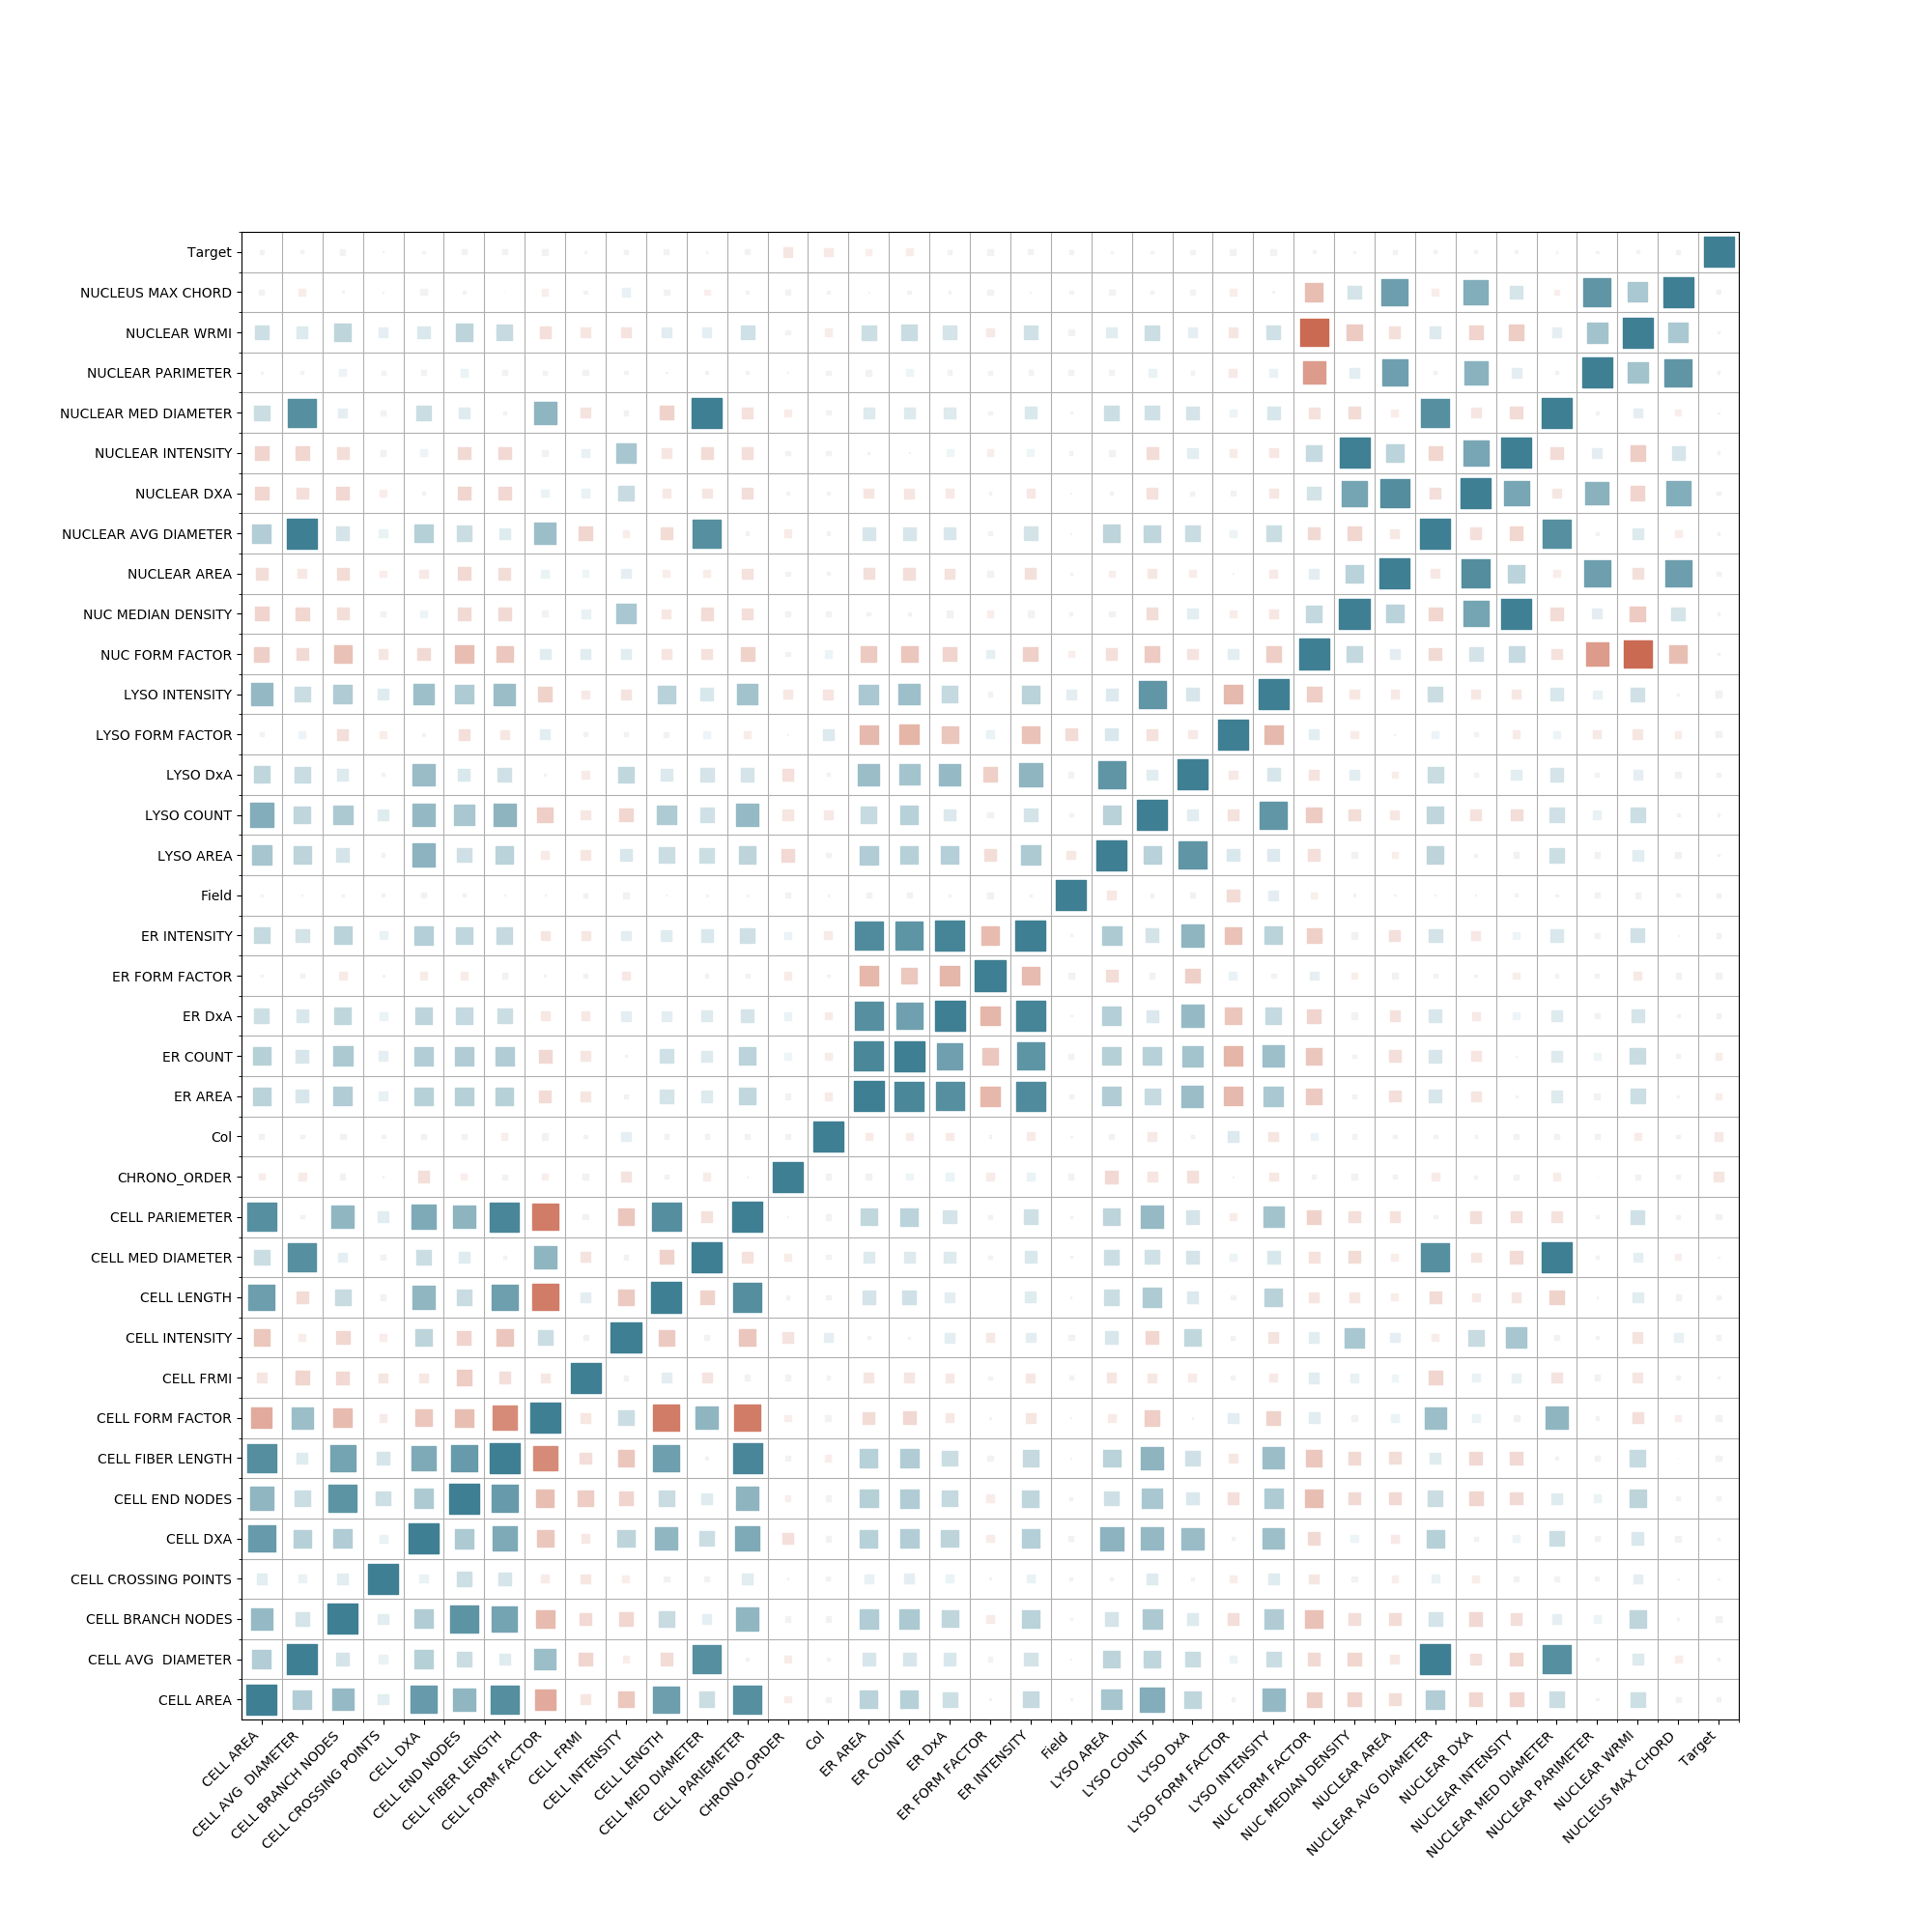 Target
NUCLEUS MAX CHORD
NUCLEAR WRMI
NUCLEAR PARIMETER
NUCLEAR MED DIAMETER
NUCLEAR INTENSITY
NUCLEAR DXA
NUCLEAR AVG DIAMETER
NUCLEAR AREA
NUC MEDIAN DENSITY
NUC FORM FACTOR
LYSO INTENSITY
LYSO FORM FACTOR
LYSO DxA
LYSO COUNT
LYSO AREA
Field
ER INTENSITY
ER FORM FACTOR
ER DxA
ER COUNT
ER AREA
Col
CHRONO_ORDER
CELL PARIEMETER
CELL MED DIAMETER
CELL LENGTH
CELL INTENSITY
CELL FRMI
CELL FORM FACTOR
CELL FIBER LENGTH
CELL END NODES
CELL DXA
CELL CROSSING POINTS
CELL BRANCH NODES
CELL AVG  DIAMETER
CELL AREA
CELL AREA
CELL AVG  DIAMETER
CELL BRANCH NODES
CELL CROSSING POINTS
CELL DXA
CELL END NODES
CELL FIBER LENGTH
CELL FORM FACTOR
CELL FRMI
CELL INTENSITY
CELL LENGTH
CELL MED DIAMETER
CELL PARIEMETER
CHRONO_ORDER
Col
ER AREA
ER COUNT
ER DxA
ER FORM FACTOR
ER INTENSITY
Field
LYSO AREA
LYSO COUNT
LYSO DxA
LYSO FORM FACTOR
LYSO INTENSITY
NUC FORM FACTOR
NUC MEDIAN DENSITY
NUCLEAR AREA
NUCLEAR AVG DIAMETER
NUCLEAR DXA
NUCLEAR INTENSITY
NUCLEAR MED DIAMETER
NUCLEAR PARIMETER
NUCLEAR WRMI
NUCLEUS MAX CHORD
Target